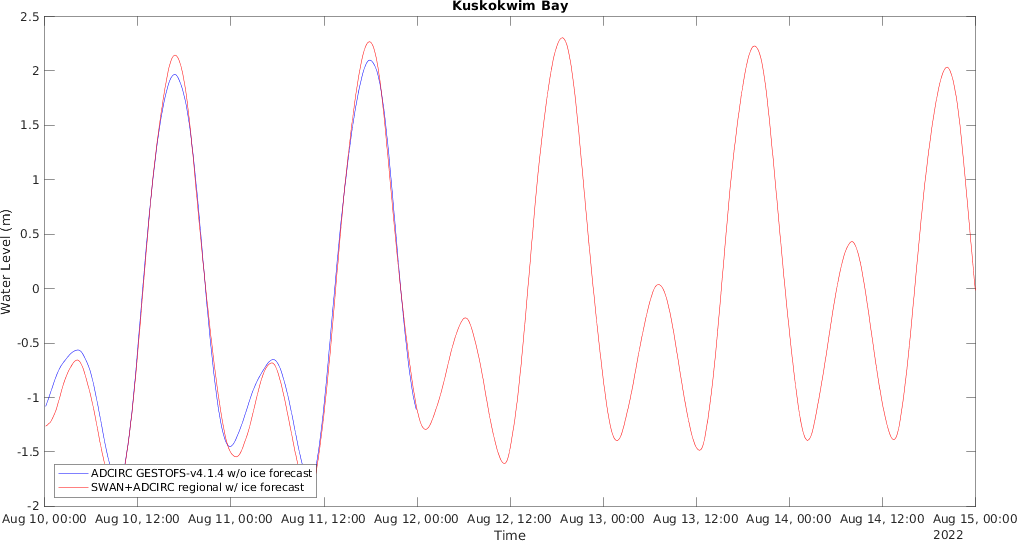 Kuskokwim Bay
2.5
2
1.5
1
0.5
0
-0.5
-1
-1.5
-2
Water Level (m)
ADCIRC GESTOFS-v4.1.4 w/o ice forecast
SWAN+ADCIRC regional w/ ice forecast
Aug 10, 00:00 Aug 10, 12:00 Aug 11, 00:00 Aug 11, 12:00 Aug 12, 00:00 Aug 12, 12:00 Aug 13, 00:00 Aug 13, 12:00 Aug 14, 00:00 Aug 14, 12:00 Aug 15, 00:00
Time
2022